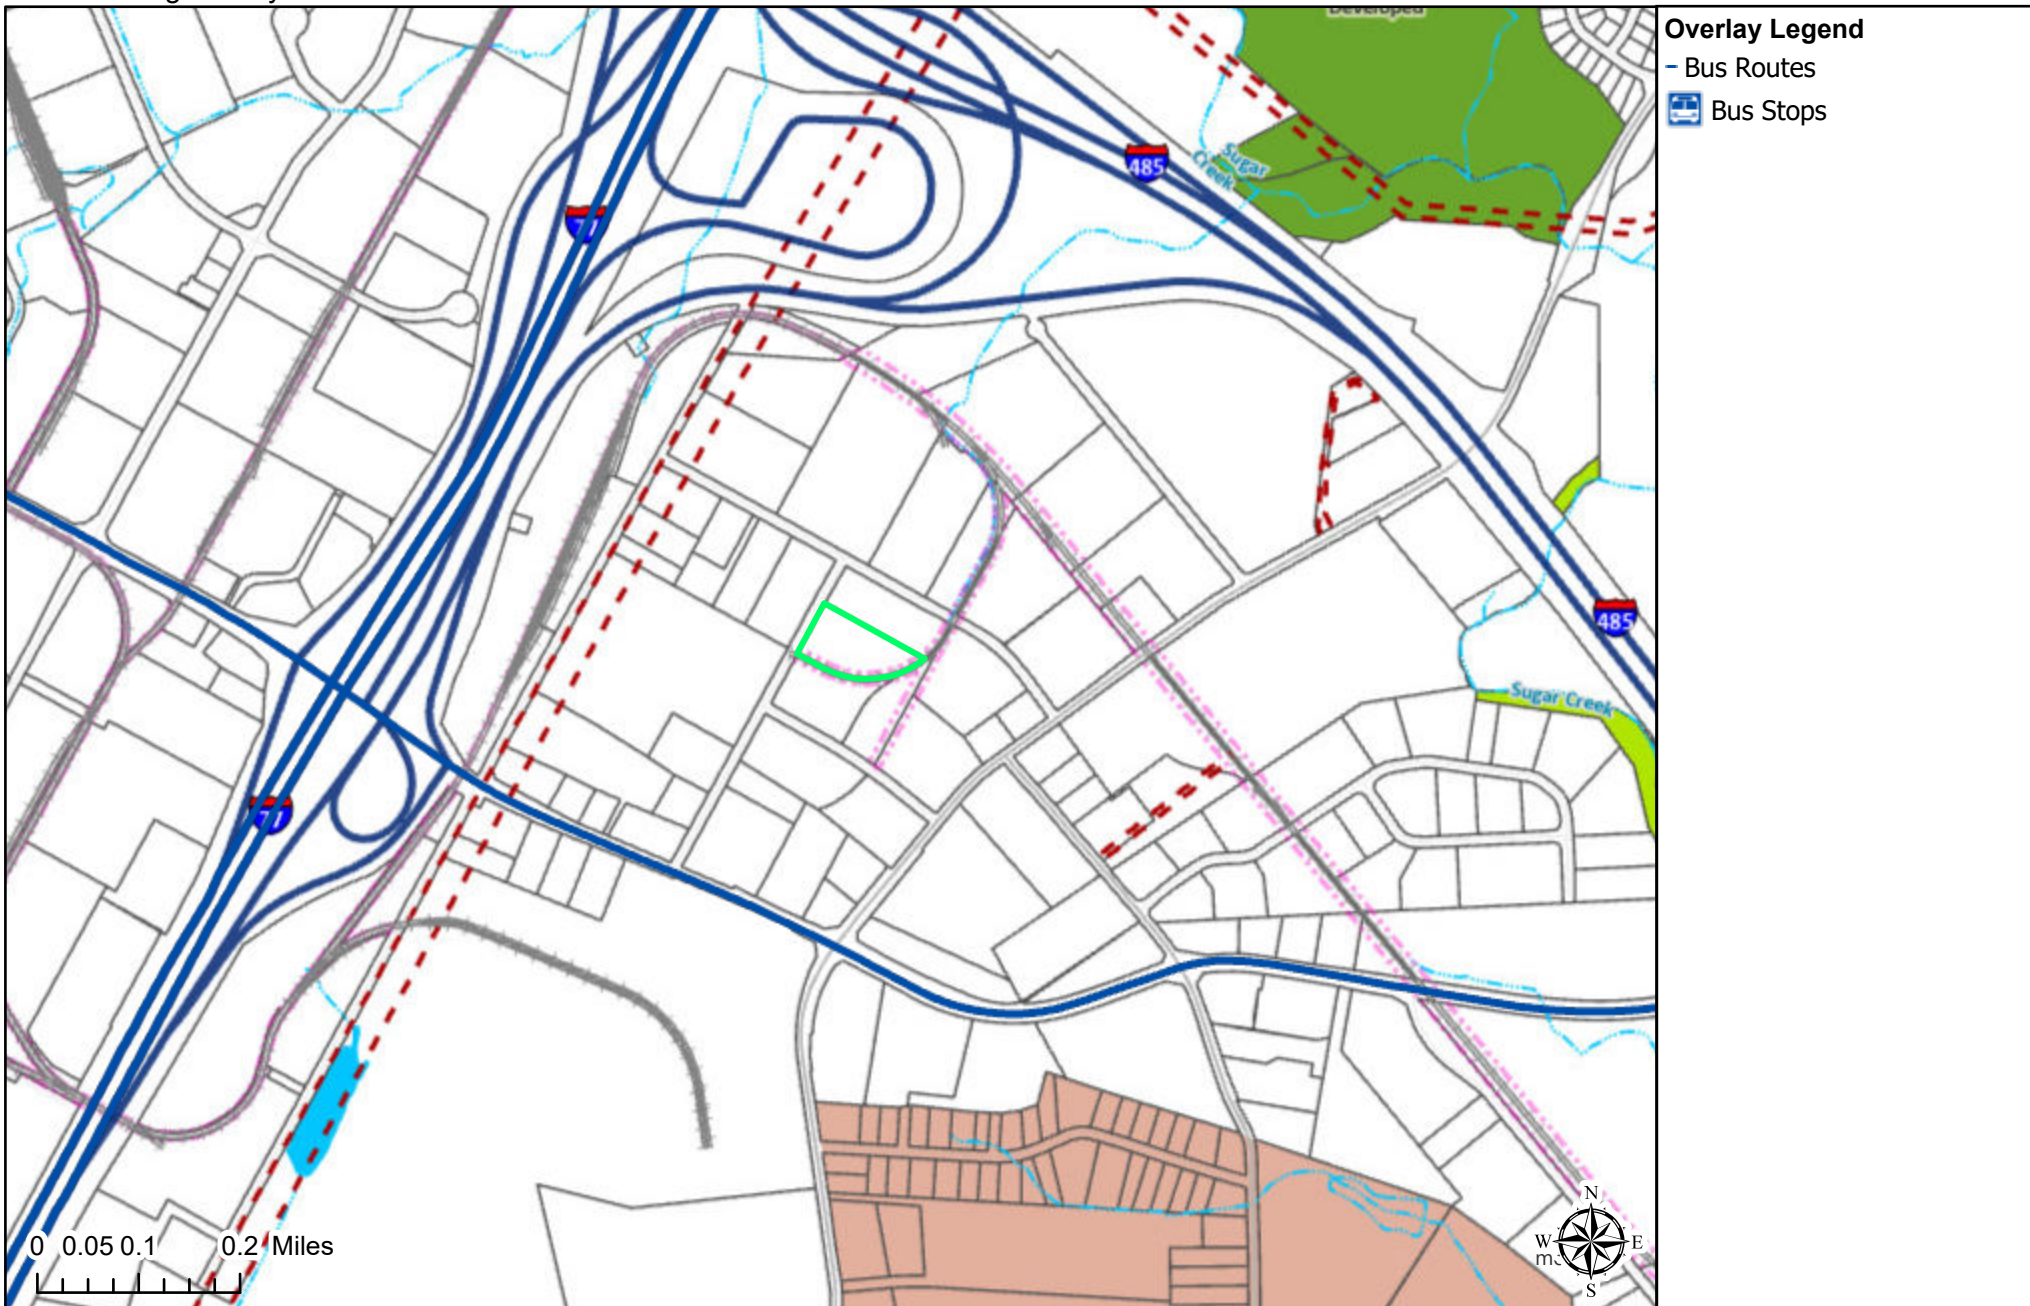 Developed
Overlay Legend
Bus Routes
Bus Stops
485
Sugar
Creek
77
485
Sugar Creek
77
N
W
E
S
0 0.05 0.1 0.2 Miles